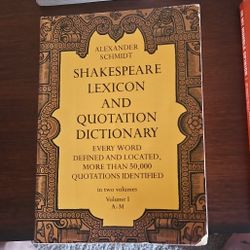 ALEXANDER
SCHMIDT
SHAKESPEARE
LEXICON
AND
QUOTATION
DICTIONARY
EVERY WORD
DEFINED AND LOCATED,
MORE THAN 50,000
QUOTATIONS IDENTIFIED
in two volumes
Volume I
A-M